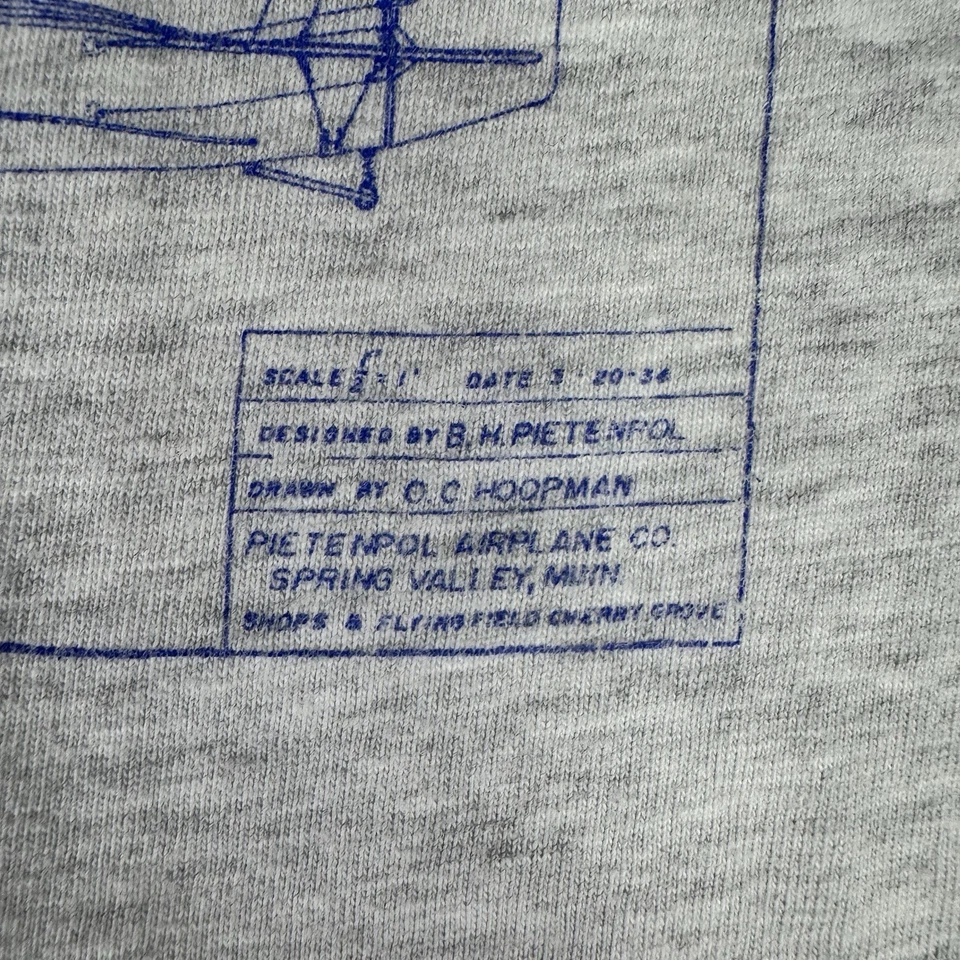 SCALE ½" = 1' DATE 3-20-34
DESIGNED BY B. H. PIETENPOL
DRAWN BY O. C. HOOPMAN
PIETENPOL AIRPLANE CO.
SPRING VALLEY, MINN.
SHOPS & FLYING FIELD CHERRY GROVE